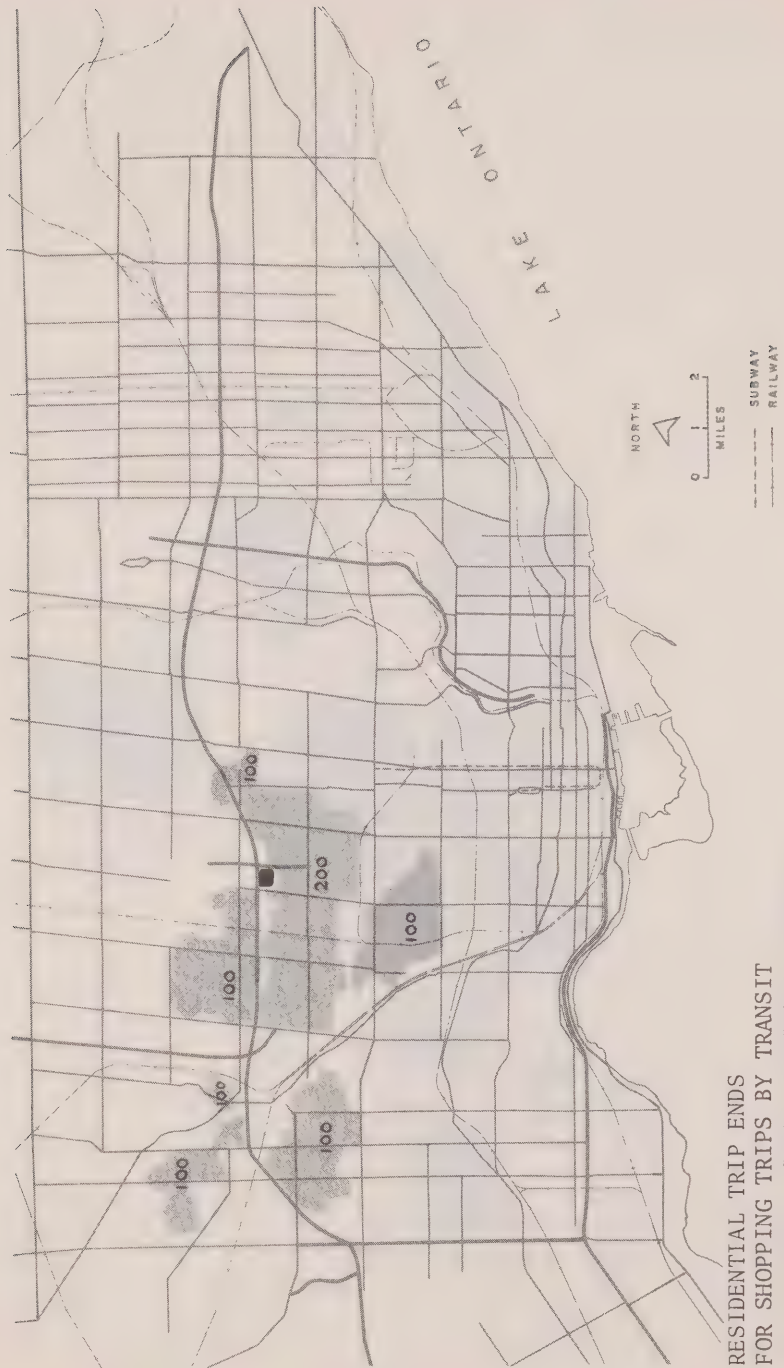 LAKE ONTARIO
100
100
200
100
100
100
100
NORTH
0 1 2
MILES
SUBWAY
RAILWAY
RESIDENTIAL TRIP ENDS
FOR SHOPPING TRIPS BY TRANSIT